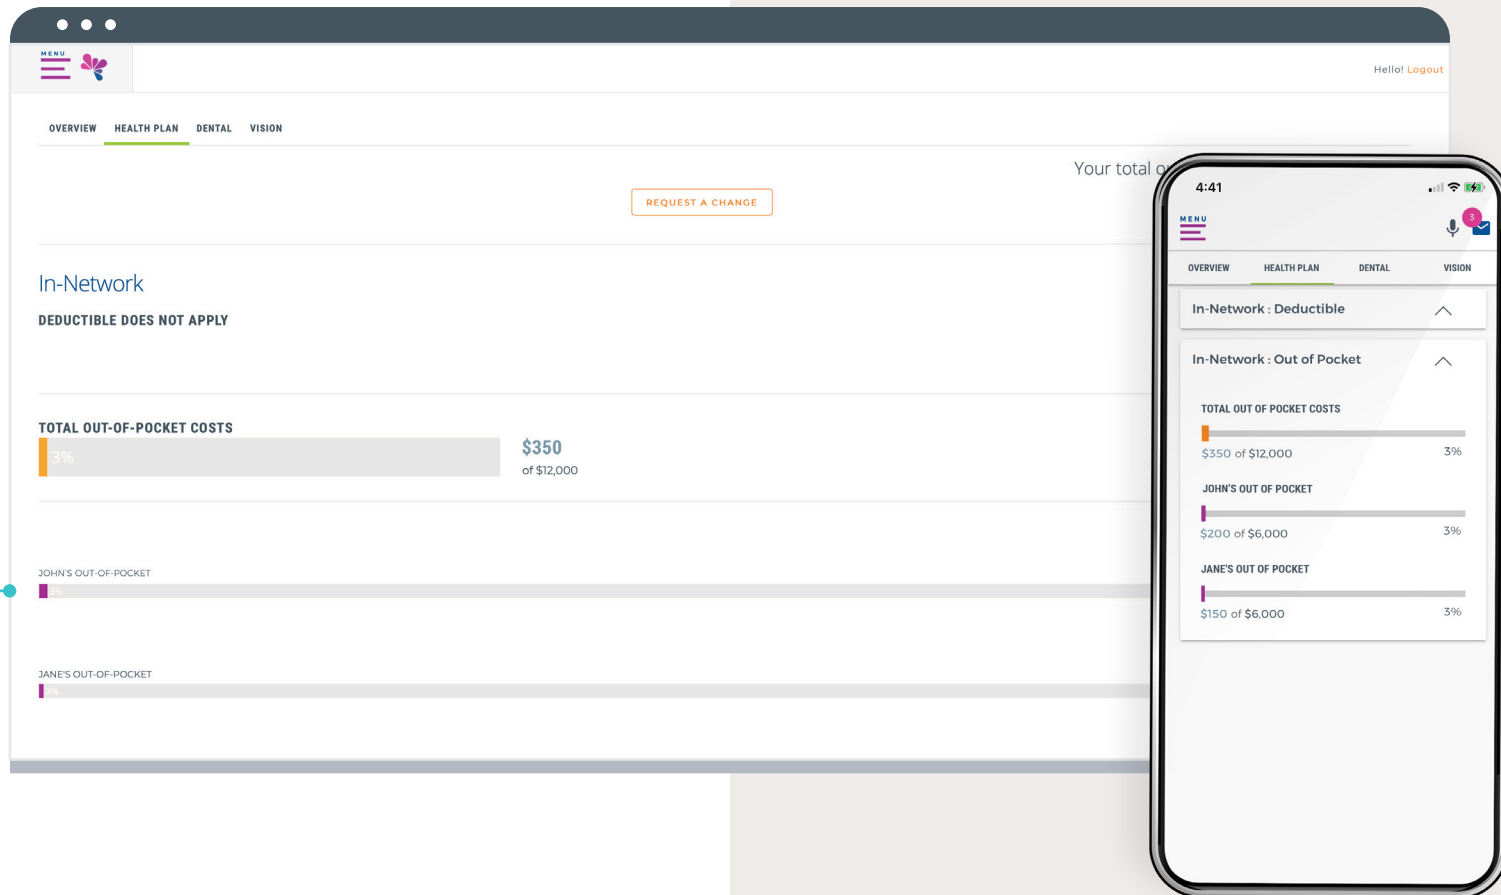 MENU
Hello! Logout
OVERVIEW HEALTH PLAN DENTAL VISION
Your total
REQUEST A CHANGE
In-Network
DEDUCTIBLE DOES NOT APPLY
TOTAL OUT-OF-POCKET COSTS
3%
$350
of $12,000
JOHN'S OUT-OF-POCKET
JANE'S OUT-OF-POCKET
4:41
MENU
3
OVERVIEW HEALTH PLAN DENTAL VISION
In-Network : Deductible
In-Network : Out of Pocket
TOTAL OUT OF POCKET COSTS
$350 of $12,000 3%
JOHN'S OUT OF POCKET
$200 of $6,000 3%
JANE'S OUT OF POCKET
$150 of $6,000 3%